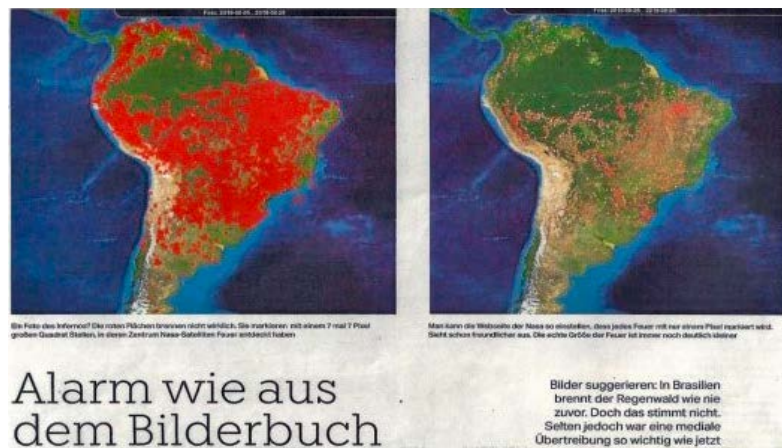 Ein Foto des Infernos? Die roten Flächen brennen nicht wirklich. Sie markieren mit einem 7 mal 7 Pixel
großen Quadrat Stellen, in deren Zentrum Nasa-Satelliten Feuer entdeckt haben
Man kann die Webseite der Nasa so einstellen, dass jedes Feuer mit nur einem Pixel markiert wird.
Sieht schon freundlicher aus. Die echte Größe der Feuer ist immer noch deutlich kleiner
Alarm wie aus
dem Bilderbuch
Bilder suggerieren: In Brasilien
brennt der Regenwald wie nie
zuvor. Doch das stimmt nicht.
Selten jedoch war eine mediale
Übertreibung so wichtig wie jetzt